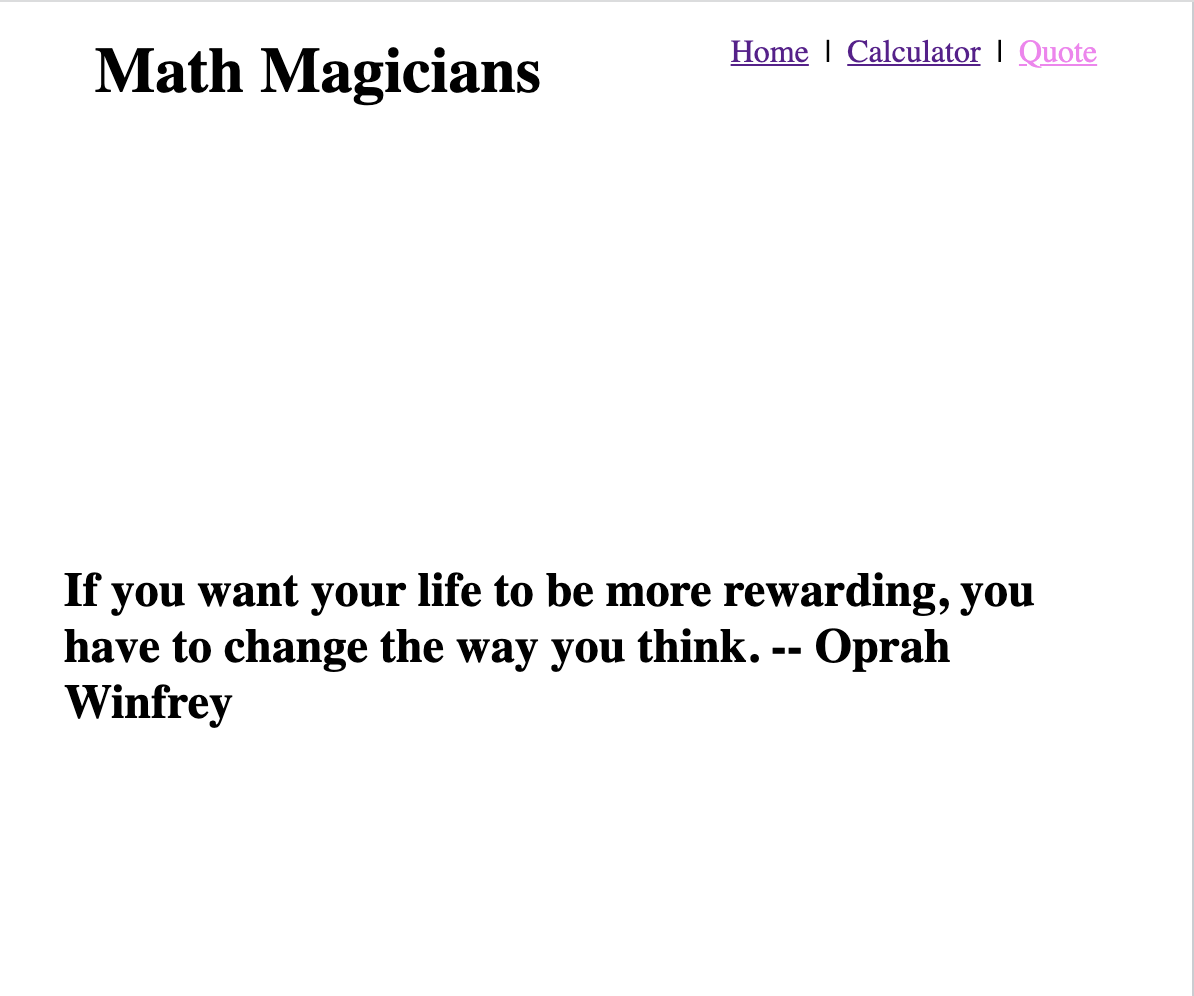 Math Magicians
Home | Calculator | Quote
If you want your life to be more rewarding, you
have to change the way you think. -- Oprah
Winfrey